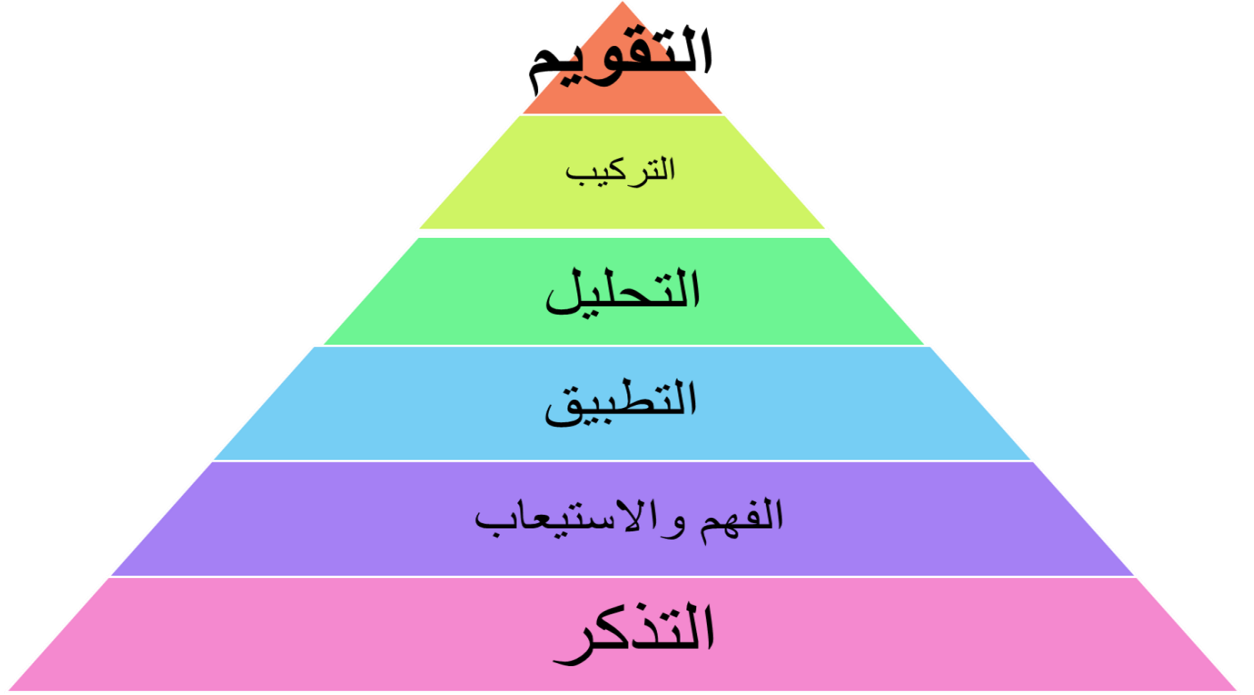 التقويم
التركيب
التحليل
التطبيق
الفهم والاستيعاب
التذكر